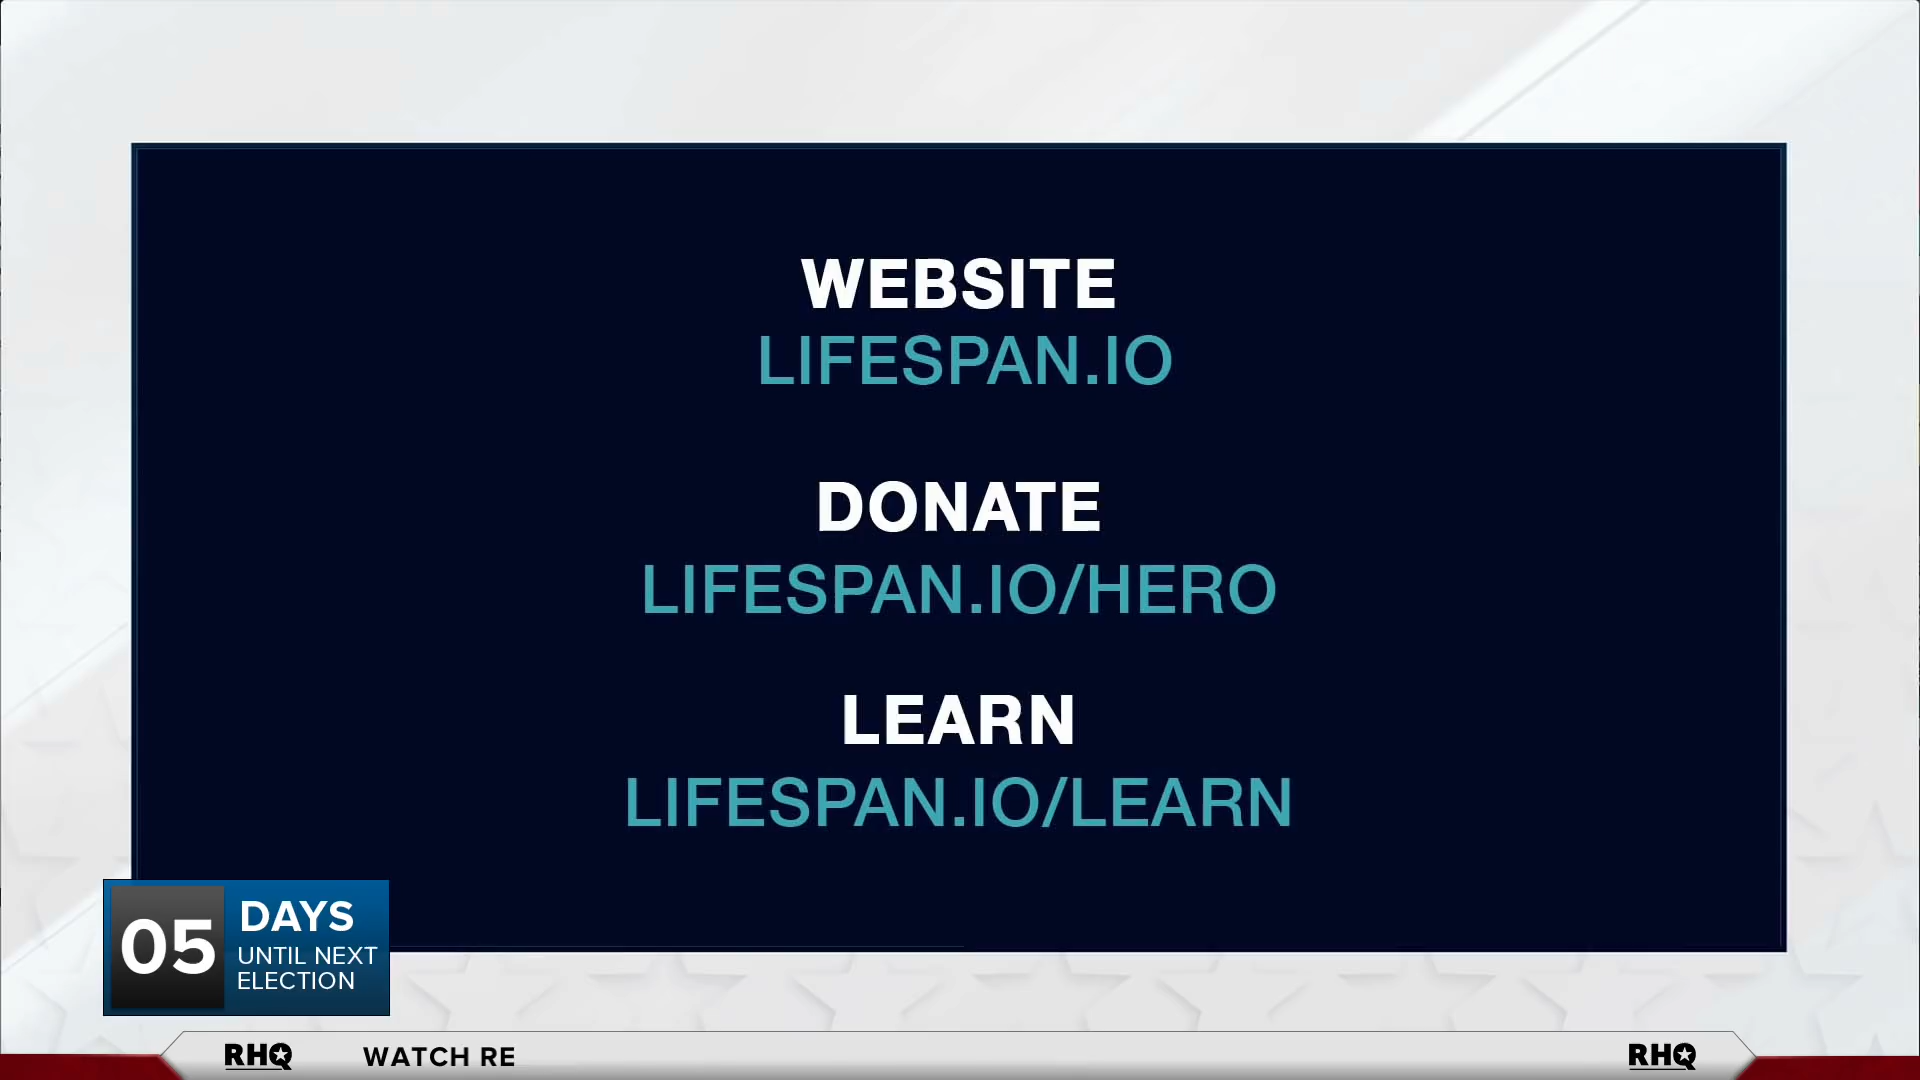 WEBSITE
LIFESPAN.IO
DONATE
LIFESPAN.IO/HERO
LEARN
LIFESPAN.IO/LEARN
05
DAYS
UNTIL NEXT
ELECTION
RHQ
WATCH RE
RHQ